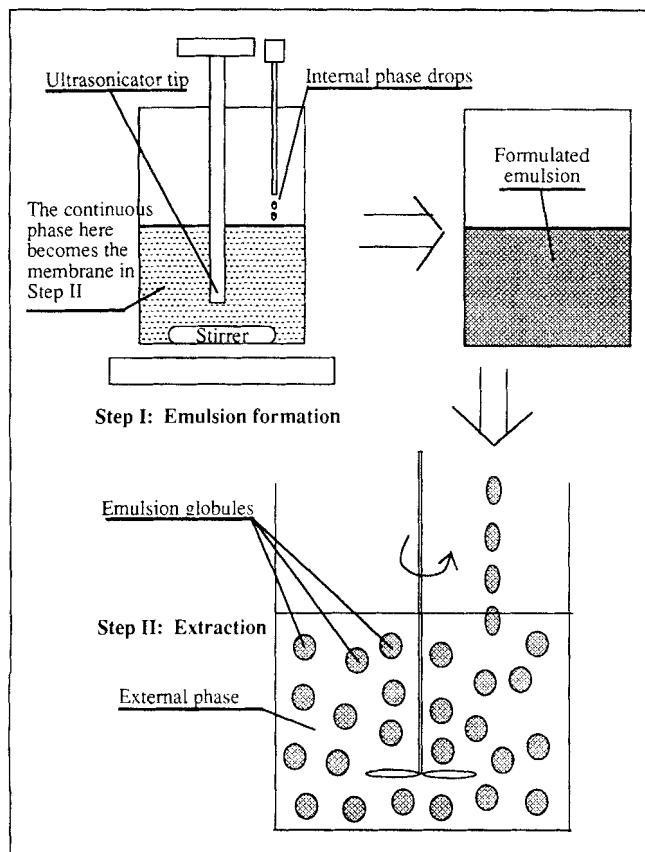 Ultrasonicator tip
Internal phase drops
The continuous
phase here
becomes the
membrane in
Step II
Stirrer
Formulated
emulsion
Step I: Emulsion formation
Emulsion globules
Step II: Extraction
External phase